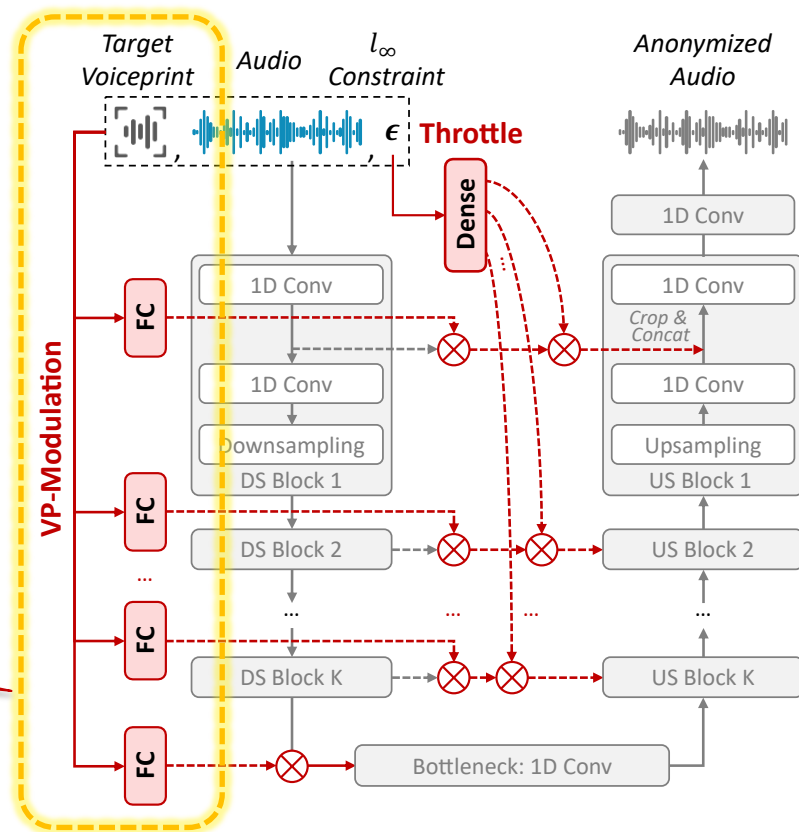 Target
Voiceprint
Audio
l∞
Constraint
Anonymized
Audio
, , ϵ
Throttle
Dense
...
1D Conv
1D Conv
FC
1D Conv
Crop &
Concat
1D Conv
1D Conv
Downsampling
Upsampling
DS Block 1
US Block 1
VP-Modulation
FC
DS Block 2
US Block 2
...
...
...
...
...
FC
DS Block K
US Block K
FC
Bottleneck: 1D Conv